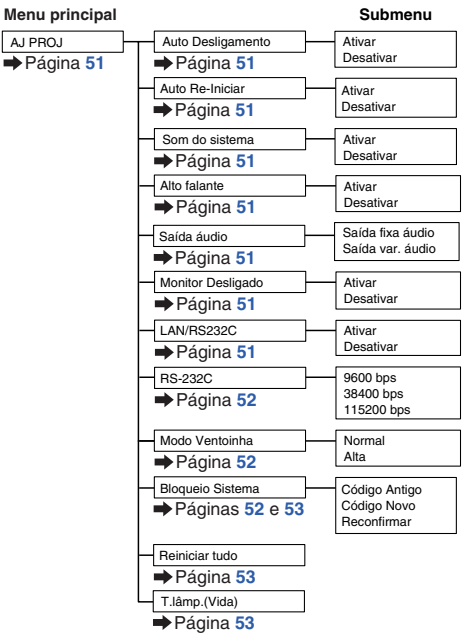 Menu principal
Submenu
AJ PROJ
Página 51
Auto Desligamento
Página 51
Ativar
Desativar
Auto Re-Iniciar
Página 51
Ativar
Desativar
Som do sistema
Página 51
Ativar
Desativar
Alto falante
Página 51
Ativar
Desativar
Saída áudio
Página 51
Saída fixa áudio
Saída var. áudio
Monitor Desligado
Página 51
Ativar
Desativar
LAN/RS232C
Página 51
Ativar
Desativar
RS-232C
Página 52
9600 bps
38400 bps
115200 bps
Modo Ventoinha
Página 52
Normal
Alta
Bloqueio Sistema
Páginas 52 e 53
Código Antigo
Código Novo
Reconfirmar
Reiniciar tudo
Página 53
T.lâmp.(Vida)
Página 53